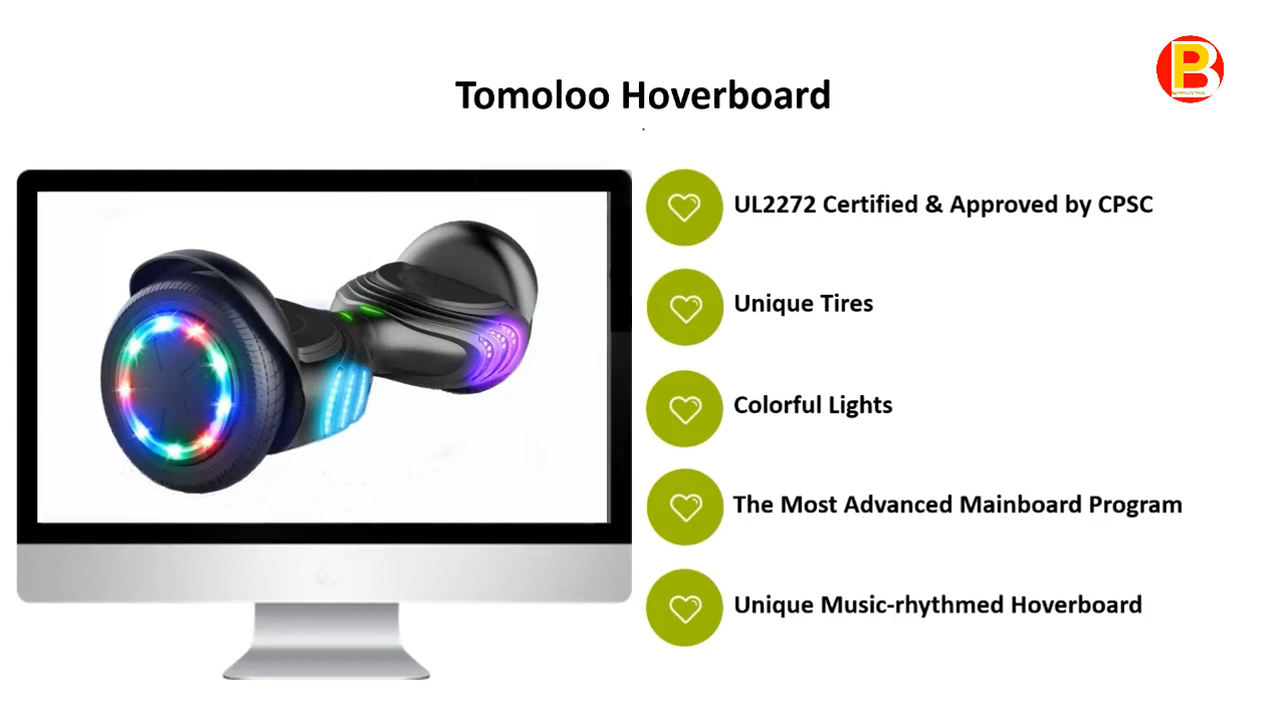 Tomoloo Hoverboard
UL2272 Certified & Approved by CPSC
Unique Tires
Colorful Lights
The Most Advanced Mainboard Program
Unique Music-rhythmed Hoverboard
PB